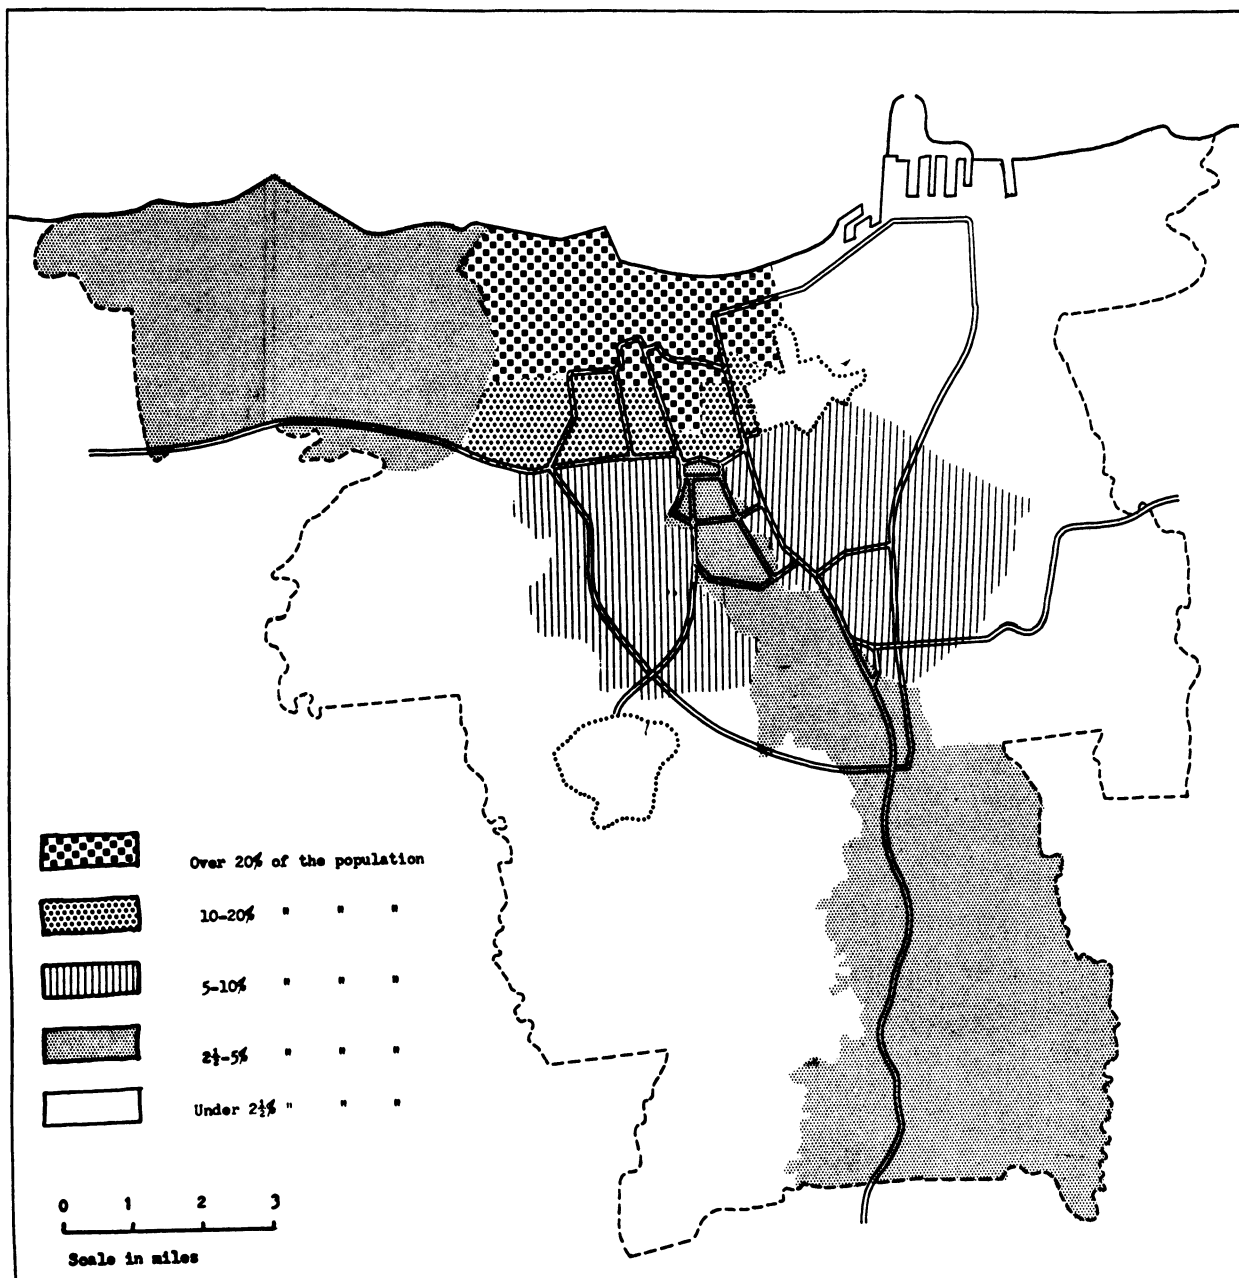 Over 20% of the population
10-20% " " "
5-10% " " "
2½-5% " " "
Under 2½% " " "
0 1 2 3
Scale in miles